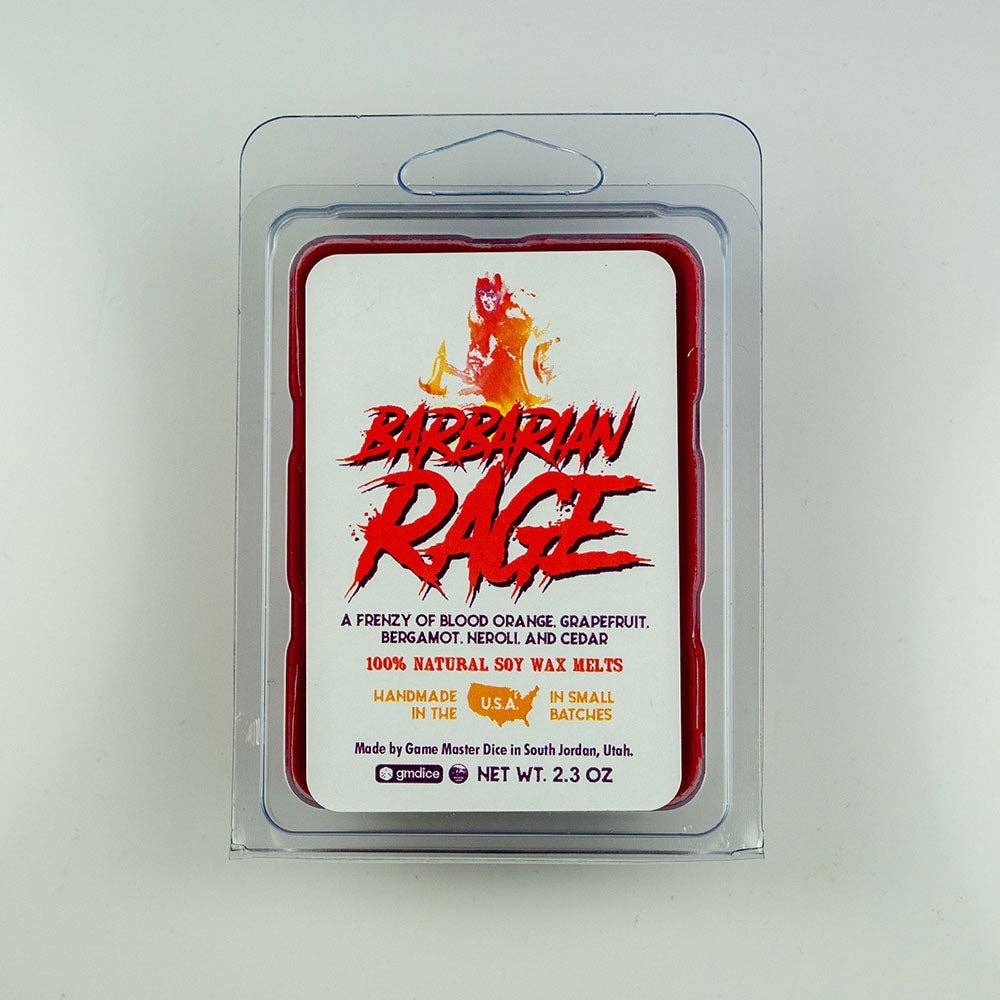 BARBARIAN
RAGE
A FRENZY OF BLOOD ORANGE, GRAPEFRUIT,
BERGAMOT, NEROLI, AND CEDAR
100% NATURAL SOY WAX MELTS
HANDMADE
IN THE
U.S.A.
IN SMALL
BATCHES
Made by Game Master Dice in South Jordan, Utah.
gmdice NET WT. 2.3 OZ